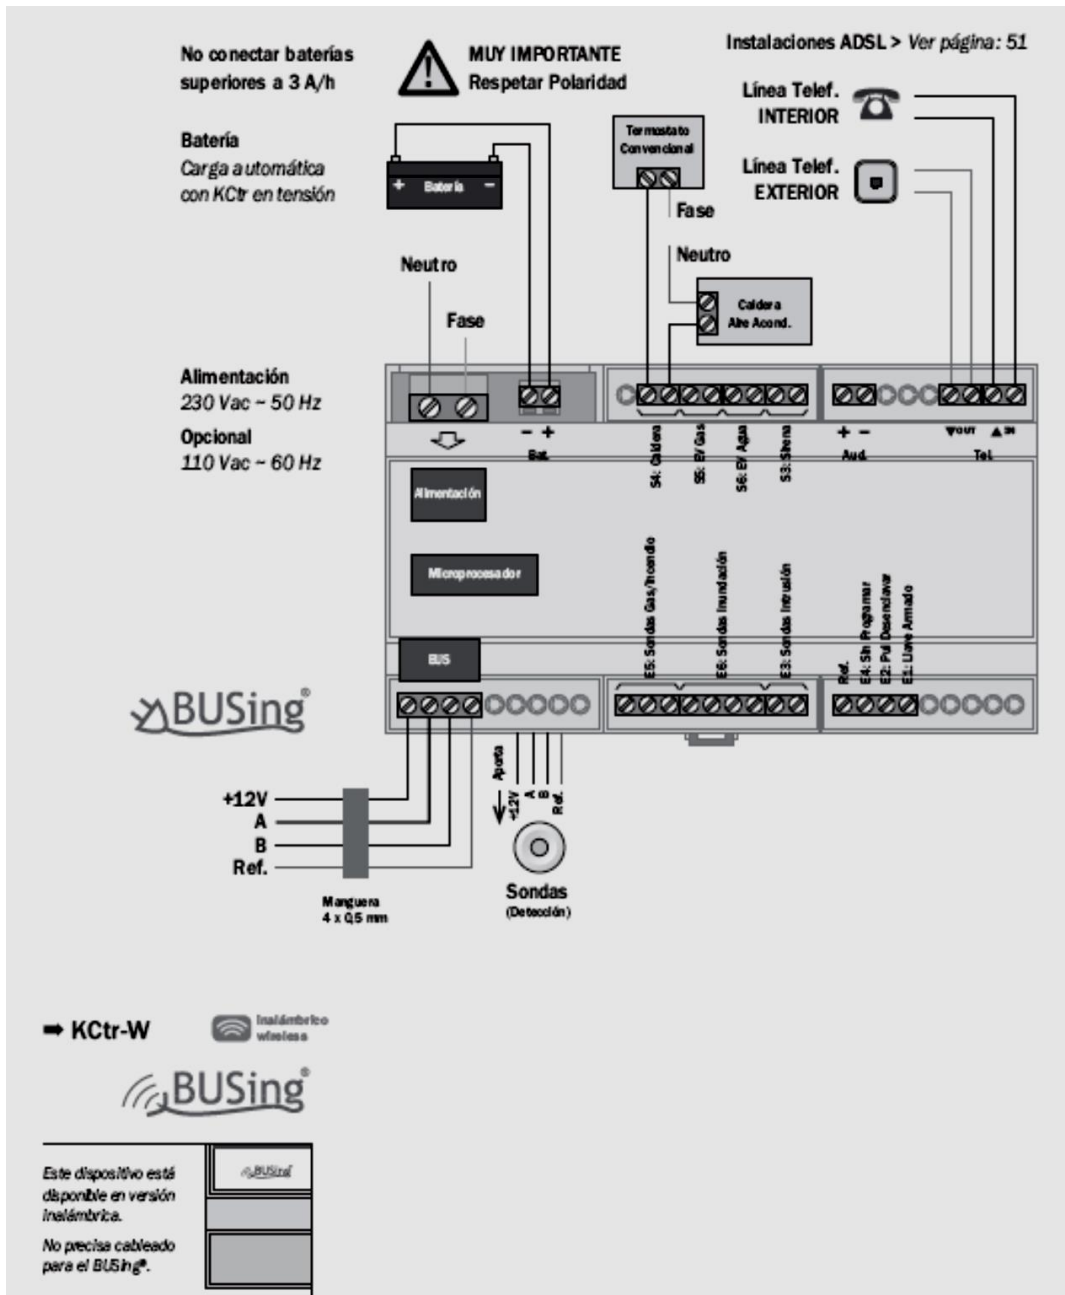 No conectar baterías
superiores a 3 A/h
MUY IMPORTANTE
Respetar Polaridad
Instalaciones ADSL > Ver página: 51
Línea Telef.
INTERIOR
Línea Telef.
EXTERIOR
Batería
Carga automática
con KCtr en tensión
+ Batería −
Termostato
Convencional
Fase
Neutro
Caldera
Aire Acond.
Neutro
Fase
Alimentación
230 Vac ~ 50 Hz
Opcional
110 Vac ~ 60 Hz
− +
Bat.
S4: Caldera
S5: EV Gas
S6: EV Agua
S3: Sirena
+ −
Aud.
▼OUT ▲IN
Tel.
Alimentación
Microprocesador
BUS
E5: Sondas Gas/Incendio
E6: Sondas Inundación
E3: Sondas Intrusión
Ref.
E4: Sin Programar
E2: Pul Desenclavar
E1: Llave Armado
BUSing®
+12V
A
B
Ref.
Manguera
4 x 0,5 mm
Aporta
+12V
A
B
Ref.
Sondas
(Detección)
➡ KCtr-W
Inalámbrico
wireless
BUSing®
Este dispositivo está
disponible en versión
inalámbrica.
No precisa cableado
para el BUSing®.
BUSing